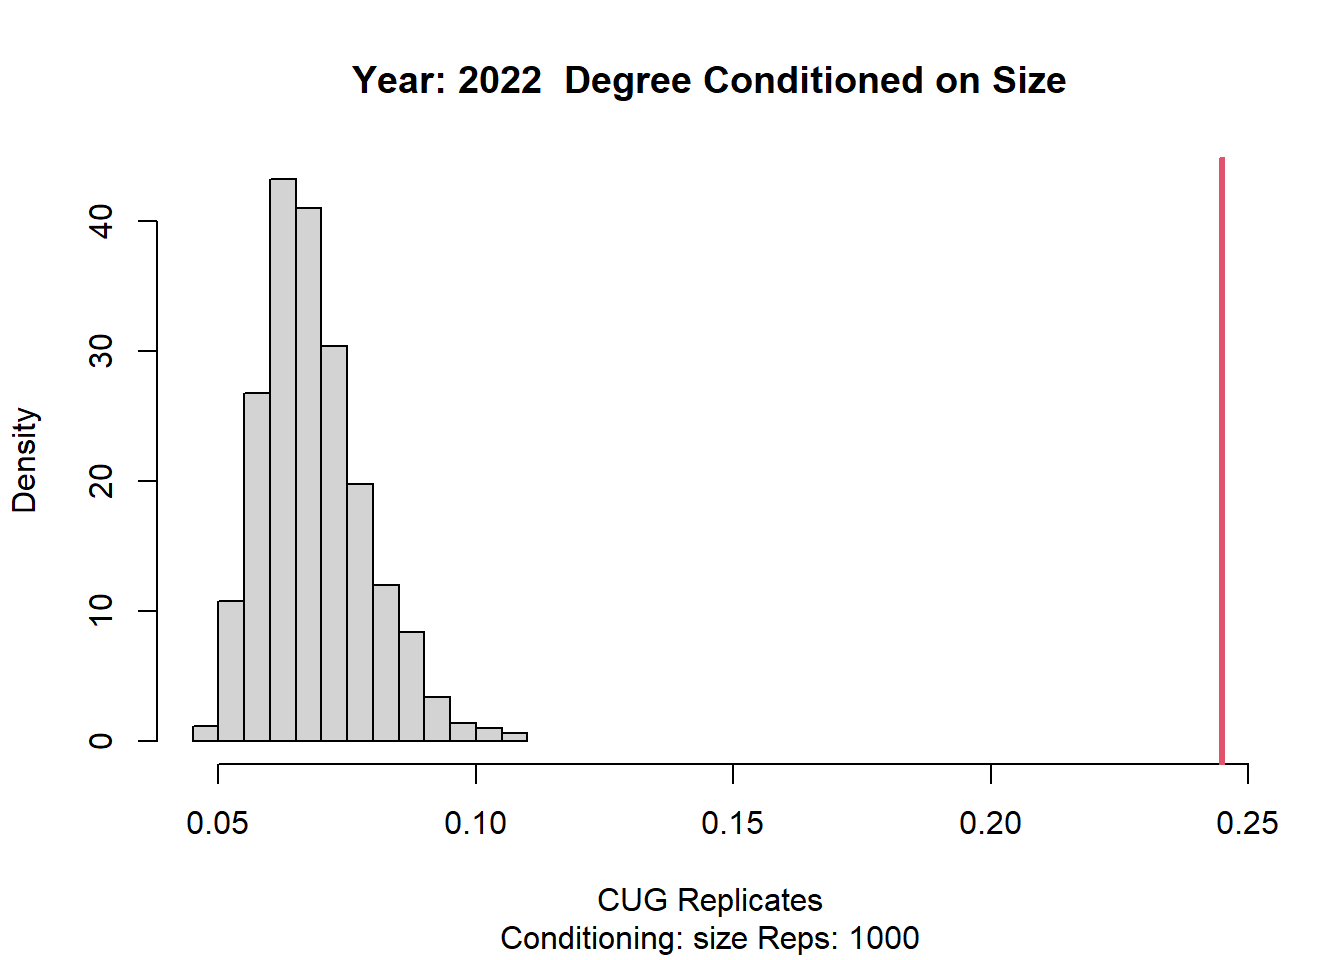 Year: 2022  Degree Conditioned on Size
Density
40
30
20
10
0
0.05 0.10 0.15 0.20 0.25
CUG Replicates
Conditioning: size Reps: 1000